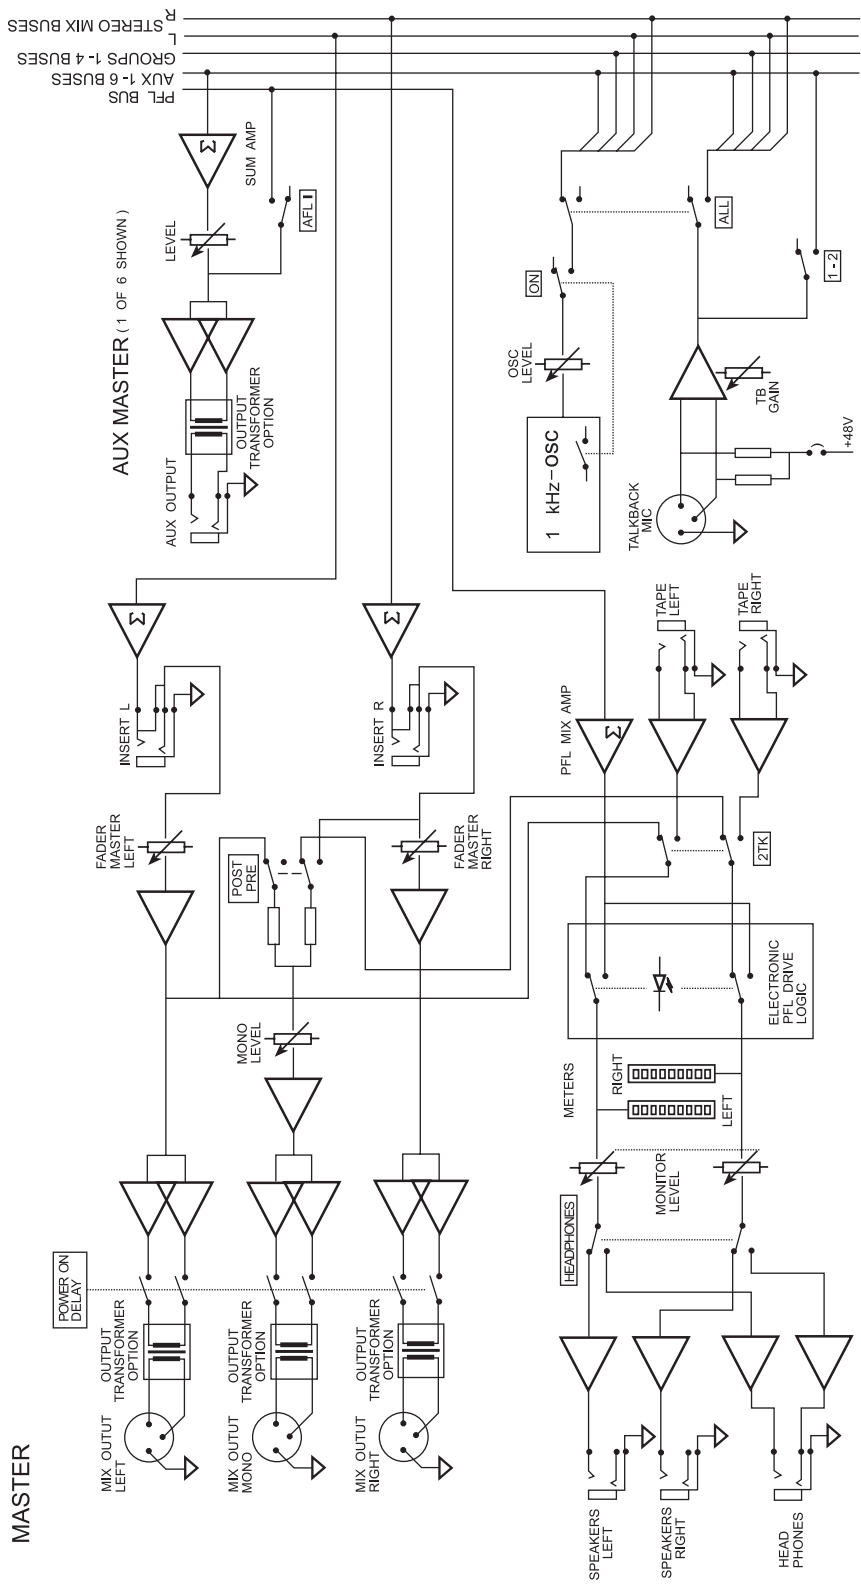 MASTER
R
STEREO MIX BUSES
L
GROUPS 1-4 BUSES
AUX 1-6 BUSES
PFL BUS
AUX MASTER (1 OF 6 SHOWN)
Σ
SUM AMP
LEVEL
AFL
OUTPUT
TRANSFORMER
OPTION
AUX OUTPUT
ALL
ON
1-2
OSC
LEVEL
1 kHz-OSC
TB
GAIN
TALKBACK
MIC
+48V
Σ
INSERT L
Σ
INSERT R
PFL MIX AMP
Σ
TAPE
LEFT
TAPE
RIGHT
2TK
FADER
MASTER
LEFT
POST
PRE
FADER
MASTER
RIGHT
MONO
LEVEL
ELECTRONIC
PFL DRIVE
LOGIC
METERS
RIGHT
LEFT
MONITOR
LEVEL
HEADPHONES
POWER ON
DELAY
OUTPUT
TRANSFORMER
OPTION
OUTPUT
TRANSFORMER
OPTION
OUTPUT
TRANSFORMER
OPTION
MIX OUTUT
LEFT
MIX OUTUT
MONO
MIX OUTUT
RIGHT
SPEAKERS
LEFT
SPEAKERS
RIGHT
HEAD
PHONES